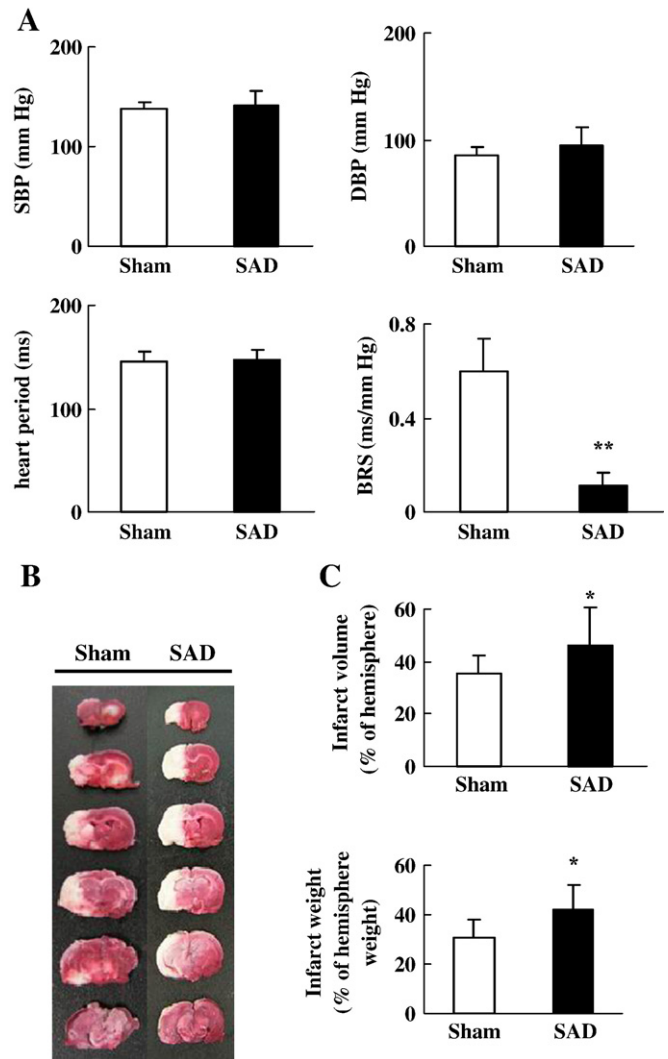 A
SBP (mm Hg)
200
100
0
Sham SAD
DBP (mm Hg)
200
100
0
Sham SAD
heart period (ms)
200
100
0
Sham SAD
BRS (ms/mm Hg)
0.8
0.4
0
**
Sham SAD
B
Sham SAD
C
Infarct volume
(% of hemisphere)
60
40
20
0
*
Sham SAD
Infarct weight
(% of hemisphere
weight)
60
40
20
0
*
Sham SAD